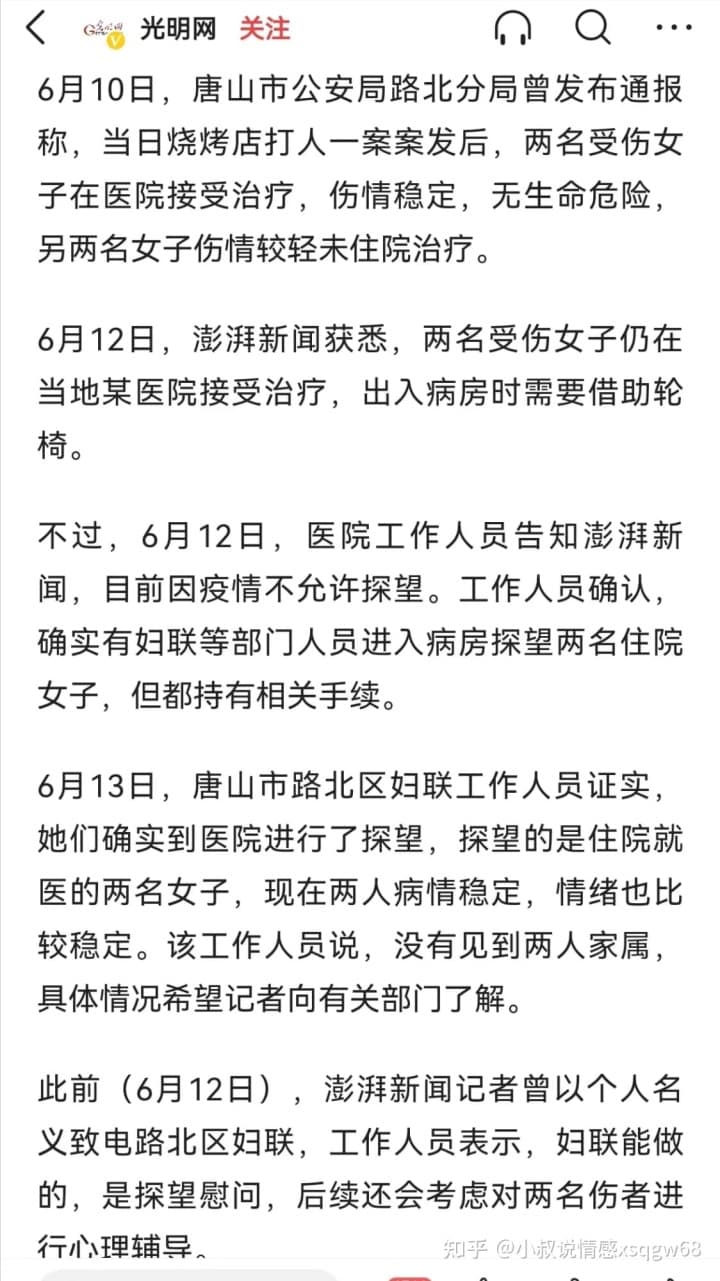 光明网 关注
6月10日，唐山市公安局路北分局曾发布通报
称，当日烧烤店打人一案案发后，两名受伤女
子在医院接受治疗，伤情稳定，无生命危险，
另两名女子伤情较轻未住院治疗。
6月12日，澎湃新闻获悉，两名受伤女子仍在
当地某医院接受治疗，出入病房时需要借助轮
椅。
不过，6月12日，医院工作人员告知澎湃新
闻，目前因疫情不允许探望。工作人员确认，
确实有妇联等部门人员进入病房探望两名住院
女子，但都持有相关手续。
6月13日，唐山市路北区妇联工作人员证实，
她们确实到医院进行了探望，探望的是住院就
医的两名女子，现在两人病情稳定，情绪也比
较稳定。该工作人员说，没有见到两人家属，
具体情况希望记者向有关部门了解。
此前（6月12日），澎湃新闻记者曾以个人名
义致电路北区妇联，工作人员表示，妇联能做
的，是探望慰问，后续还会考虑对两名伤者进
行心理辅导。
知乎 @小叔说情感xsqgw68